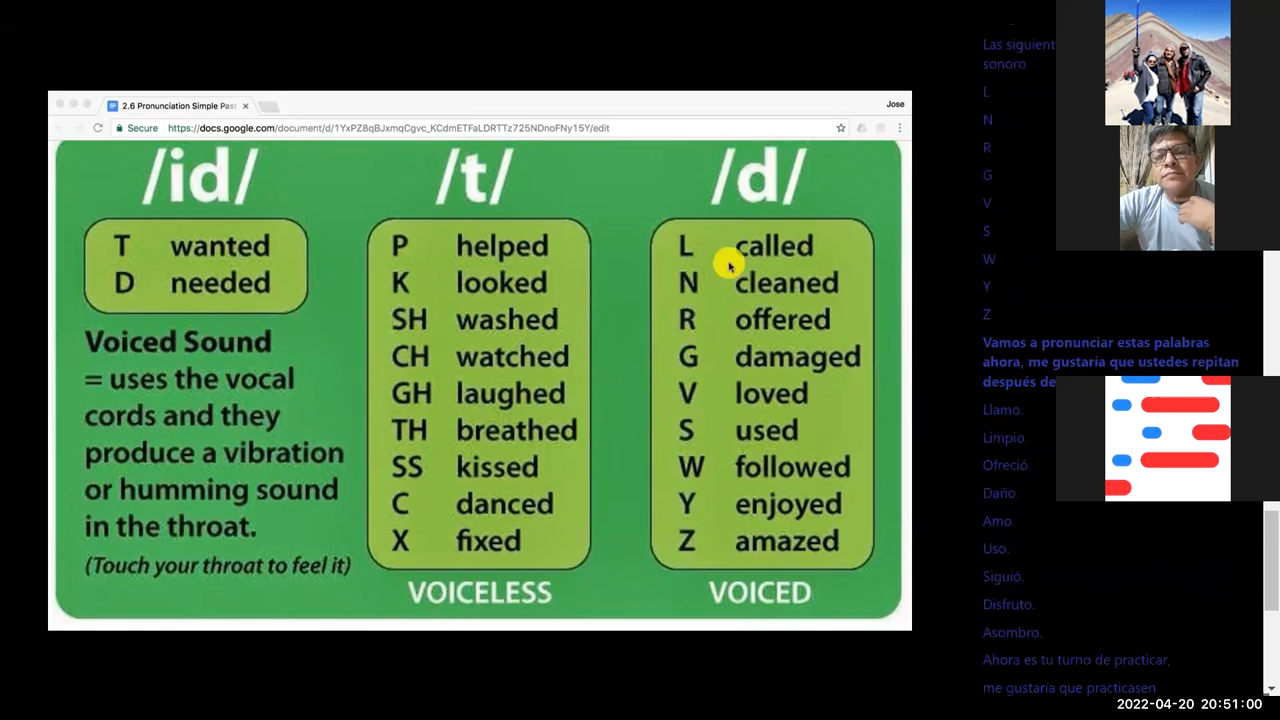 2.6 Pronunciation Simple Past
Jose
Secure
https://docs.google.com/document/d/1YxPZ8qBJxmqCgvc_KCdmETFaLDRTTz725NDnoFNy15Y/edit
/id/
T wanted
D needed
Voiced Sound
= uses the vocal
cords and they
produce a vibration
or humming sound
in the throat.
(Touch your throat to feel it)
/t/
P helped
K looked
SH washed
CH watched
GH laughed
TH breathed
SS kissed
C danced
X fixed
VOICELESS
/d/
L called
N cleaned
R offered
G damaged
V loved
S used
W followed
Y enjoyed
Z amazed
VOICED
Las
sonoro
L
N
R
G
V
S
W
Y
Z
Vamos a pronunciar estas palabras
ahora, me gustaría que ustedes repitan
después
Llamo.
Limpio.
Ofreció.
Daño.
Amo
Uso.
Siguió.
Disfruto.
Asombro.
Ahora es tu turno de practicar,
me gustaría que practicasen
2022-04-20 20:51:00